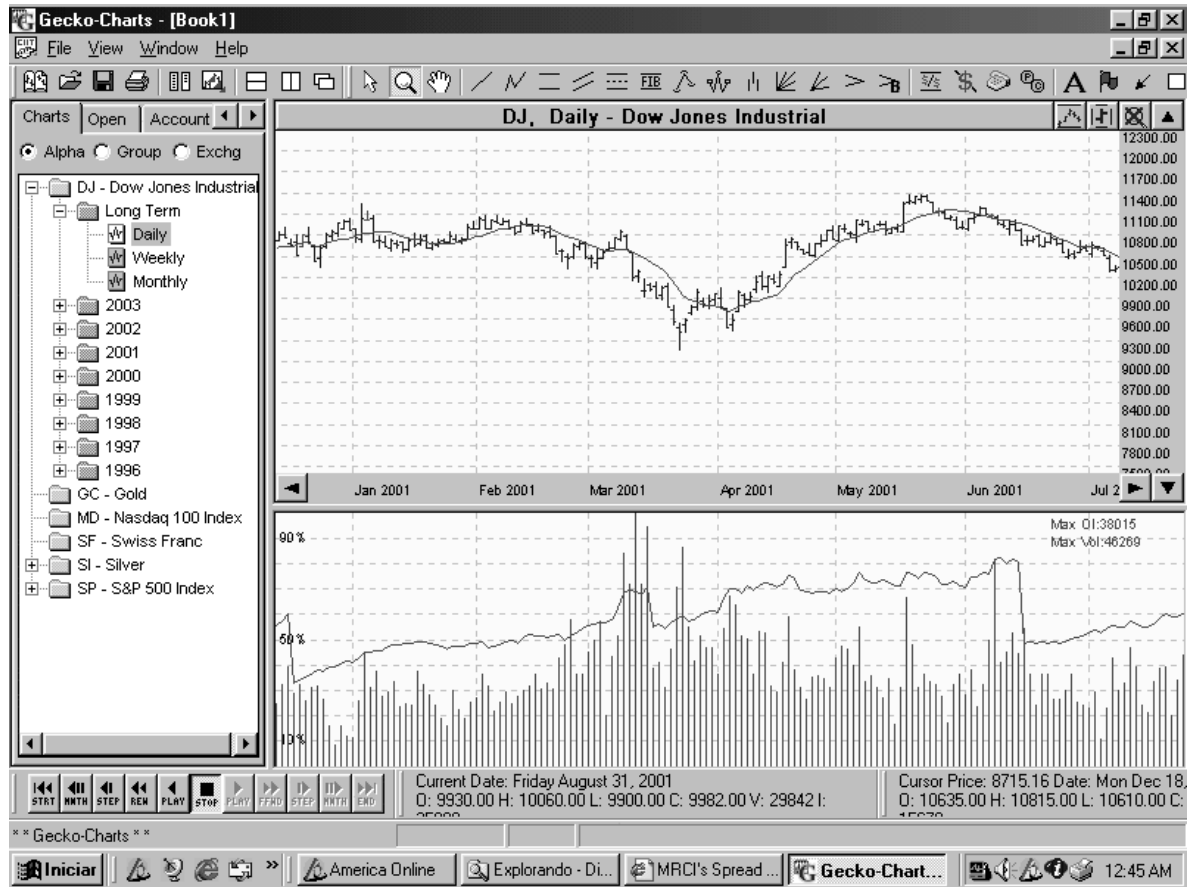 Gecko-Charts - [Book1]
File View Window Help
FIB
B
A
Charts Open Account
Alpha Group Exchg
DJ - Dow Jones Industrial
Long Term
Daily
Weekly
Monthly
2003
2002
2001
2000
1999
1998
1997
1996
GC - Gold
MD - Nasdaq 100 Index
SF - Swiss Franc
SI - Silver
SP - S&P 500 Index
DJ, Daily - Dow Jones Industrial
12300.00
12000.00
11700.00
11400.00
11100.00
10800.00
10500.00
10200.00
9900.00
9600.00
9300.00
9000.00
8700.00
8400.00
8100.00
7800.00
Jan 2001 Feb 2001 Mar 2001 Apr 2001 May 2001 Jun 2001 Jul 2
Max OI:38015
Max Vol:46269
90%
50%
10%
STRT MNTH STEP REW PLAY STOP PLAY FFWD STEP MNTH END
Current Date: Friday August 31, 2001
O: 9930.00 H: 10060.00 L: 9900.00 C: 9982.00 V: 29842 I:
Cursor Price: 8715.16 Date: Mon Dec 18,
O: 10635.00 H: 10815.00 L: 10610.00 C:
* * Gecko-Charts * *
Iniciar » America Online Explorando - Di... MRCI's Spread ... Gecko-Chart... 12:45 AM